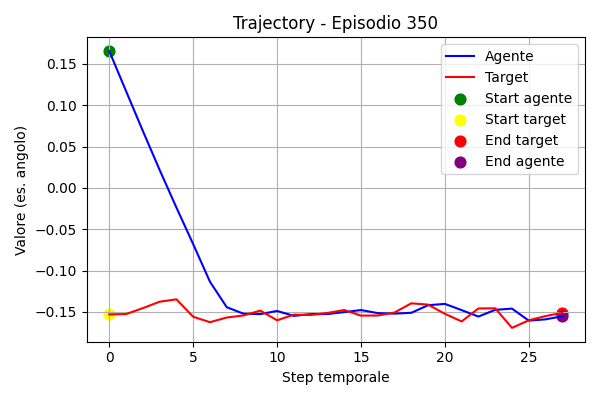 Trajectory - Episodio 350
Valore (es. angolo)
0.15
0.10
0.05
0.00
−0.05
−0.10
−0.15
Agente
Target
Start agente
Start target
End target
End agente
0 5 10 15 20 25
Step temporale